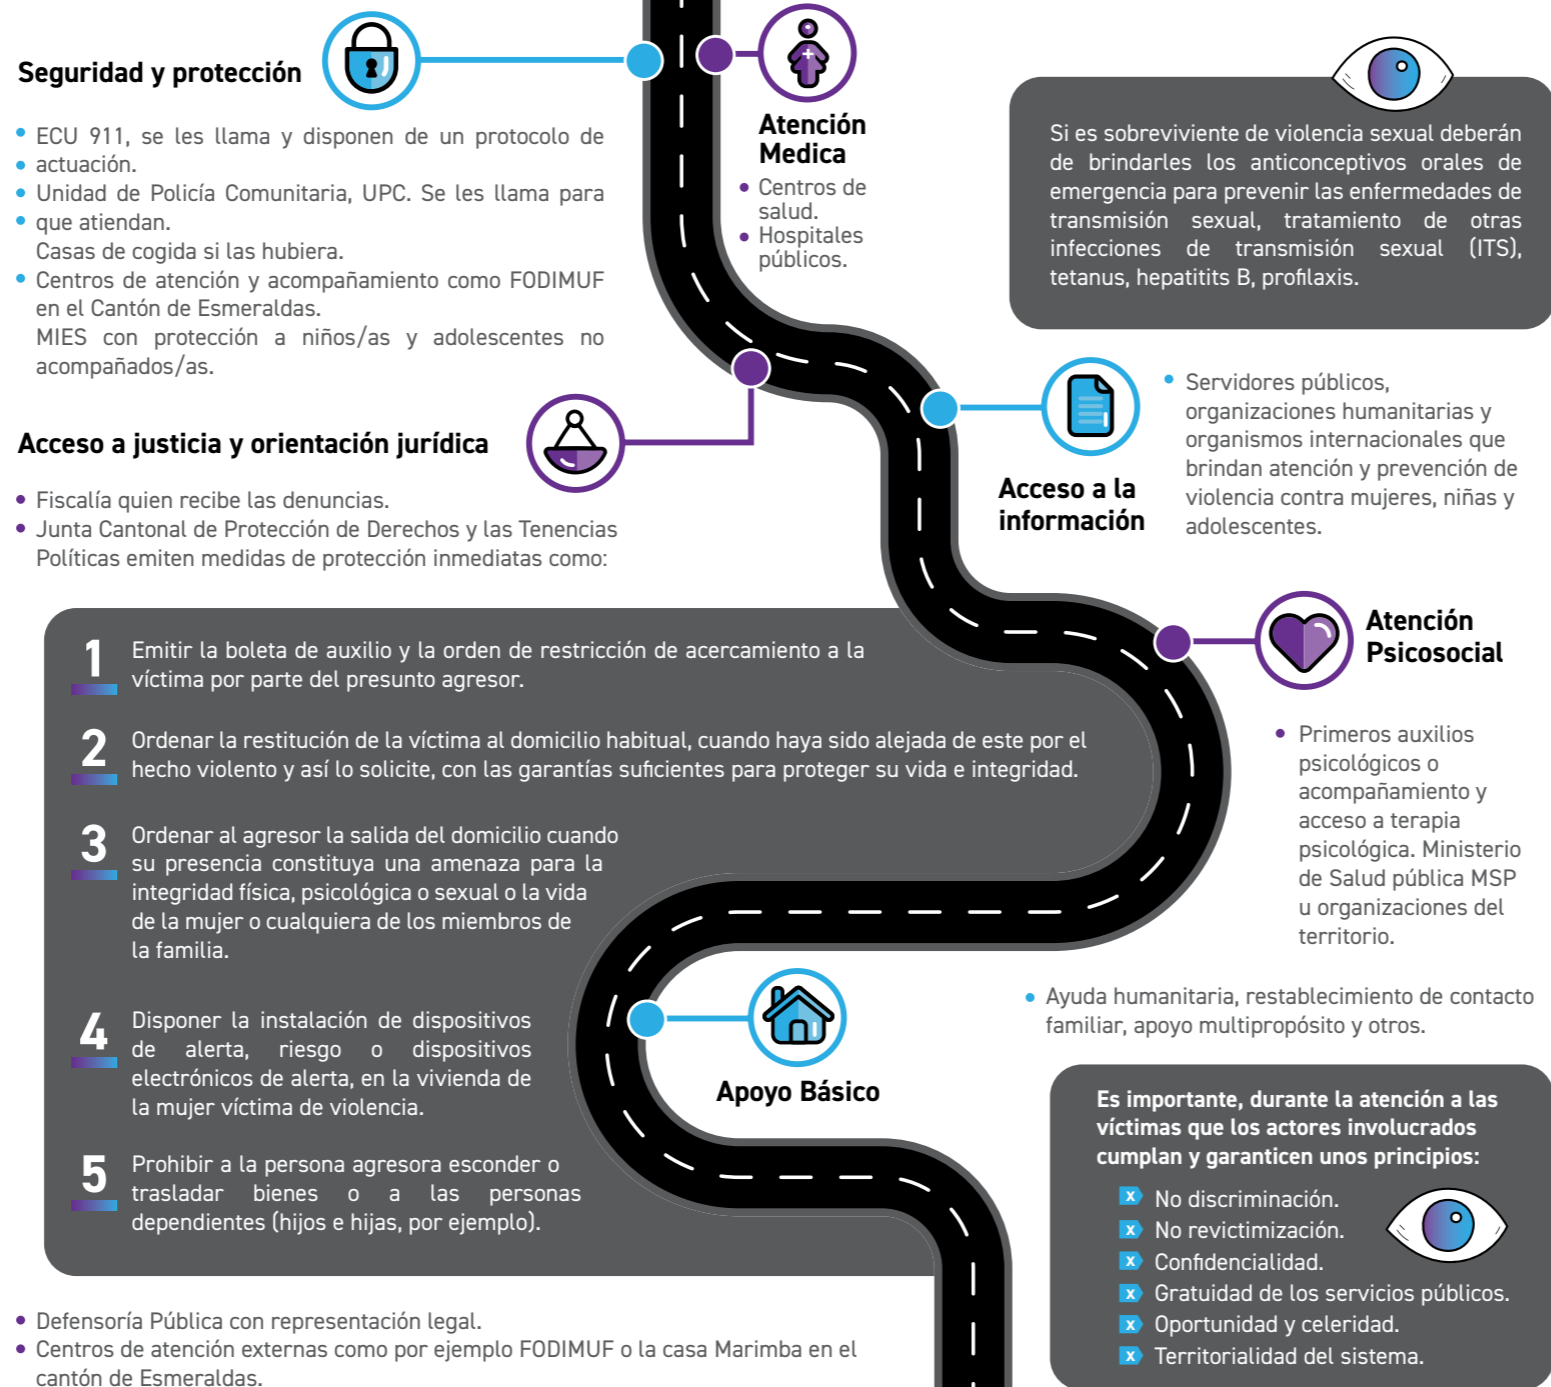 Seguridad y protección
ECU 911, se les llama y disponen de un protocolo de
actuación.
Unidad de Policía Comunitaria, UPC. Se les llama para
que atiendan.
Casas de cogida si las hubiera.
Centros de atención y acompañamiento como FODIMUF
en el Cantón de Esmeraldas.
MIES con protección a niños/as y adolescentes no
acompañados/as.
Atención
Medica
Centros de
salud.
Hospitales
públicos.
Si es sobreviviente de violencia sexual deberán
de brindarles los anticonceptivos orales de
emergencia para prevenir las enfermedades de
transmisión sexual, tratamiento de otras
infecciones de transmisión sexual (ITS),
tetanus, hepatitits B, profilaxis.
Acceso a justicia y orientación jurídica
Fiscalía quien recibe las denuncias.
Junta Cantonal de Protección de Derechos y las Tenencias
Políticas emiten medidas de protección inmediatas como:
Acceso a la
información
Servidores públicos,
organizaciones humanitarias y
organismos internacionales que
brindan atención y prevención de
violencia contra mujeres, niñas y
adolescentes.
1 Emitir la boleta de auxilio y la orden de restricción de acercamiento a la
víctima por parte del presunto agresor.
2 Ordenar la restitución de la víctima al domicilio habitual, cuando haya sido alejada de este por el
hecho violento y así lo solicite, con las garantías suficientes para proteger su vida e integridad.
3 Ordenar al agresor la salida del domicilio cuando
su presencia constituya una amenaza para la
integridad física, psicológica o sexual o la vida
de la mujer o cualquiera de los miembros de
la familia.
4 Disponer la instalación de dispositivos
de alerta, riesgo o dispositivos
electrónicos de alerta, en la vivienda de
la mujer víctima de violencia.
5 Prohibir a la persona agresora esconder o
trasladar bienes o a las personas
dependientes (hijos e hijas, por ejemplo).
Atención
Psicosocial
Primeros auxilios
psicológicos o
acompañamiento y
acceso a terapia
psicológica. Ministerio
de Salud pública MSP
u organizaciones del
territorio.
Apoyo Básico
Ayuda humanitaria, restablecimiento de contacto
familiar, apoyo multipropósito y otros.
Es importante, durante la atención a las
víctimas que los actores involucrados
cumplan y garanticen unos principios:
x No discriminación.
x No revictimización.
x Confidencialidad.
x Gratuidad de los servicios públicos.
x Oportunidad y celeridad.
x Territorialidad del sistema.
Defensoría Pública con representación legal.
Centros de atención externas como por ejemplo FODIMUF o la casa Marimba en el
cantón de Esmeraldas.